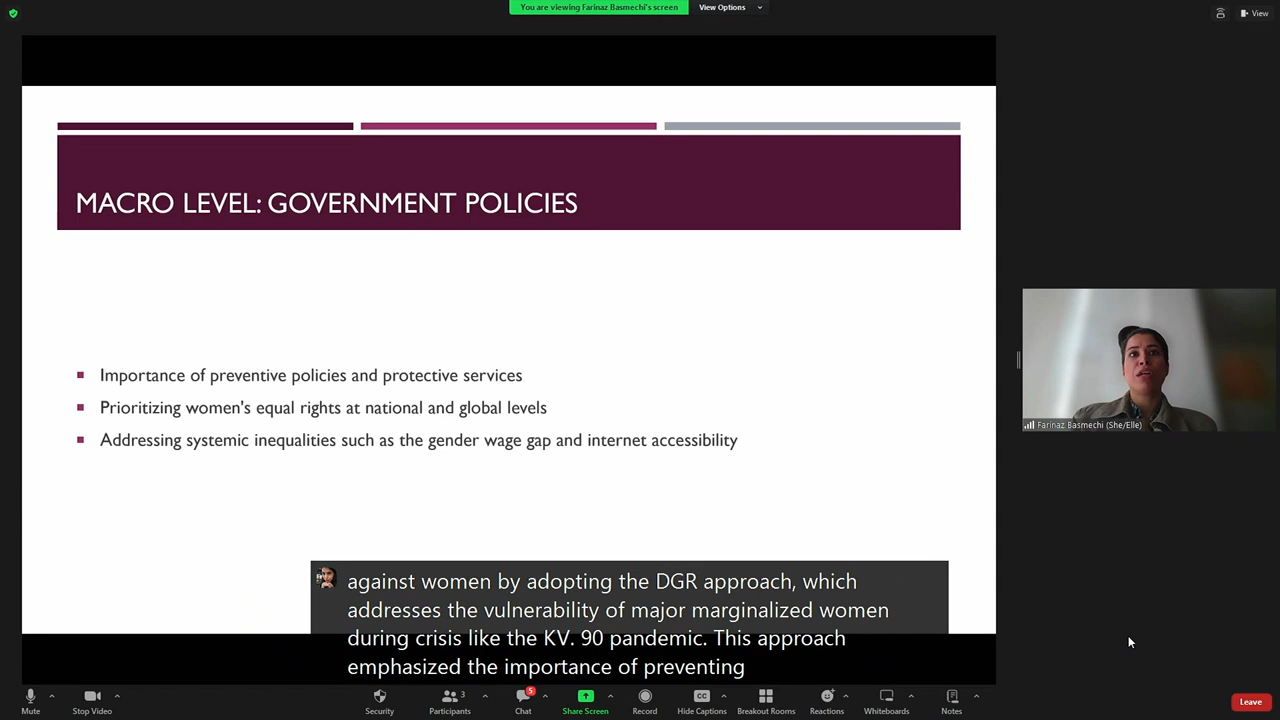 You are viewing Farinaz Basmechi's screen
View Options
View
MACRO LEVEL: GOVERNMENT POLICIES
Importance of preventive policies and protective services
Prioritizing women's equal rights at national and global levels
Addressing systemic inequalities such as the gender wage gap and internet accessibility
Farinaz Basmechi (She/Elle)
against women by adopting the DGR approach, which
addresses the vulnerability of major marginalized women
during crisis like the KV. 90 pandemic. This approach
emphasized the importance of preventing
Mute
Stop Video
Security
Participants
3
Chat
5
Share Screen
Record
CC
Hide Captions
Breakout Rooms
Reactions
Whiteboards
Notes
Leave